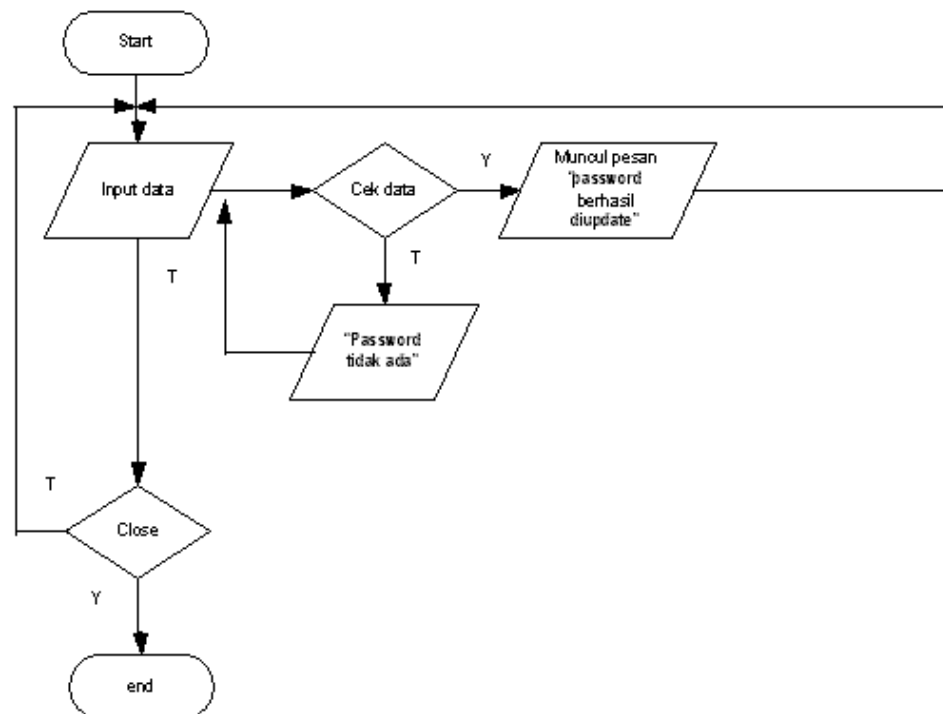 Start
Input data
Cek data
Y
Muncul pesan
"password
berhasil
diupdate"
T
T
"Password
tidak ada"
T
Close
Y
end